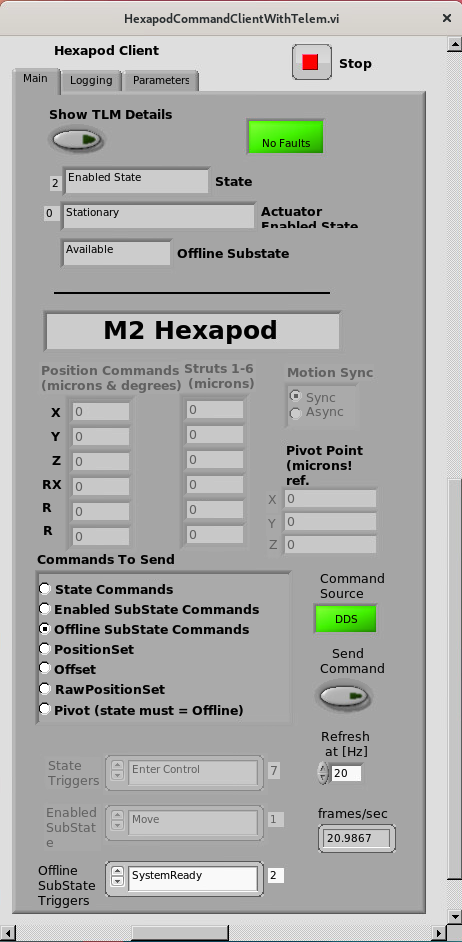 HexapodCommandClientWithTelem.vi
Hexapod Client
Stop
Main
Logging
Parameters
Show TLM Details
No Faults
2
Enabled State
State
0
Stationary
Actuator
Enabled State
Available
Offline Substate
M2 Hexapod
Position Commands
(microns & degrees)
Struts 1-6
(microns)
Motion Sync
Sync
Async
X
0
0
Y
0
0
Z
0
0
RX
0
0
R
0
0
R
0
0
Pivot Point
(microns!
ref.
X
0
Y
0
Z
0
Commands To Send
State Commands
Enabled SubState Commands
Offline SubState Commands
PositionSet
Offset
RawPositionSet
Pivot (state must = Offline)
Command
Source
DDS
Send
Command
Refresh
at [Hz]
20
frames/sec
20.9867
State
Triggers
Enter Control
7
Enabled
SubStat
e
Move
1
Offline
SubState
Triggers
SystemReady
2